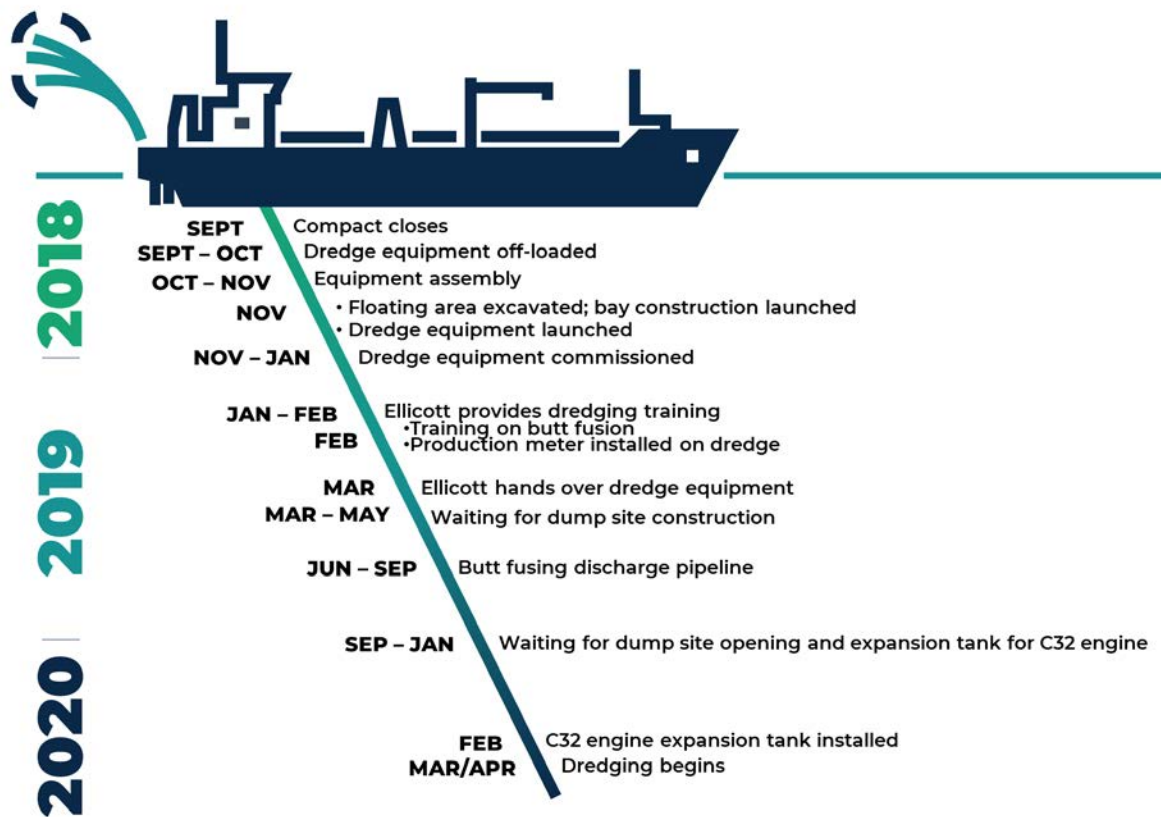 2018
SEPT Compact closes
SEPT – OCT Dredge equipment off-loaded
OCT – NOV Equipment assembly
NOV • Floating area excavated; bay construction launched
• Dredge equipment launched
NOV – JAN Dredge equipment commissioned
2019
JAN – FEB Ellicott provides dredging training
FEB •Training on butt fusion
•Production meter installed on dredge
MAR Ellicott hands over dredge equipment
MAR – MAY Waiting for dump site construction
JUN – SEP Butt fusing discharge pipeline
SEP – JAN Waiting for dump site opening and expansion tank for C32 engine
2020
FEB C32 engine expansion tank installed
MAR/APR Dredging begins